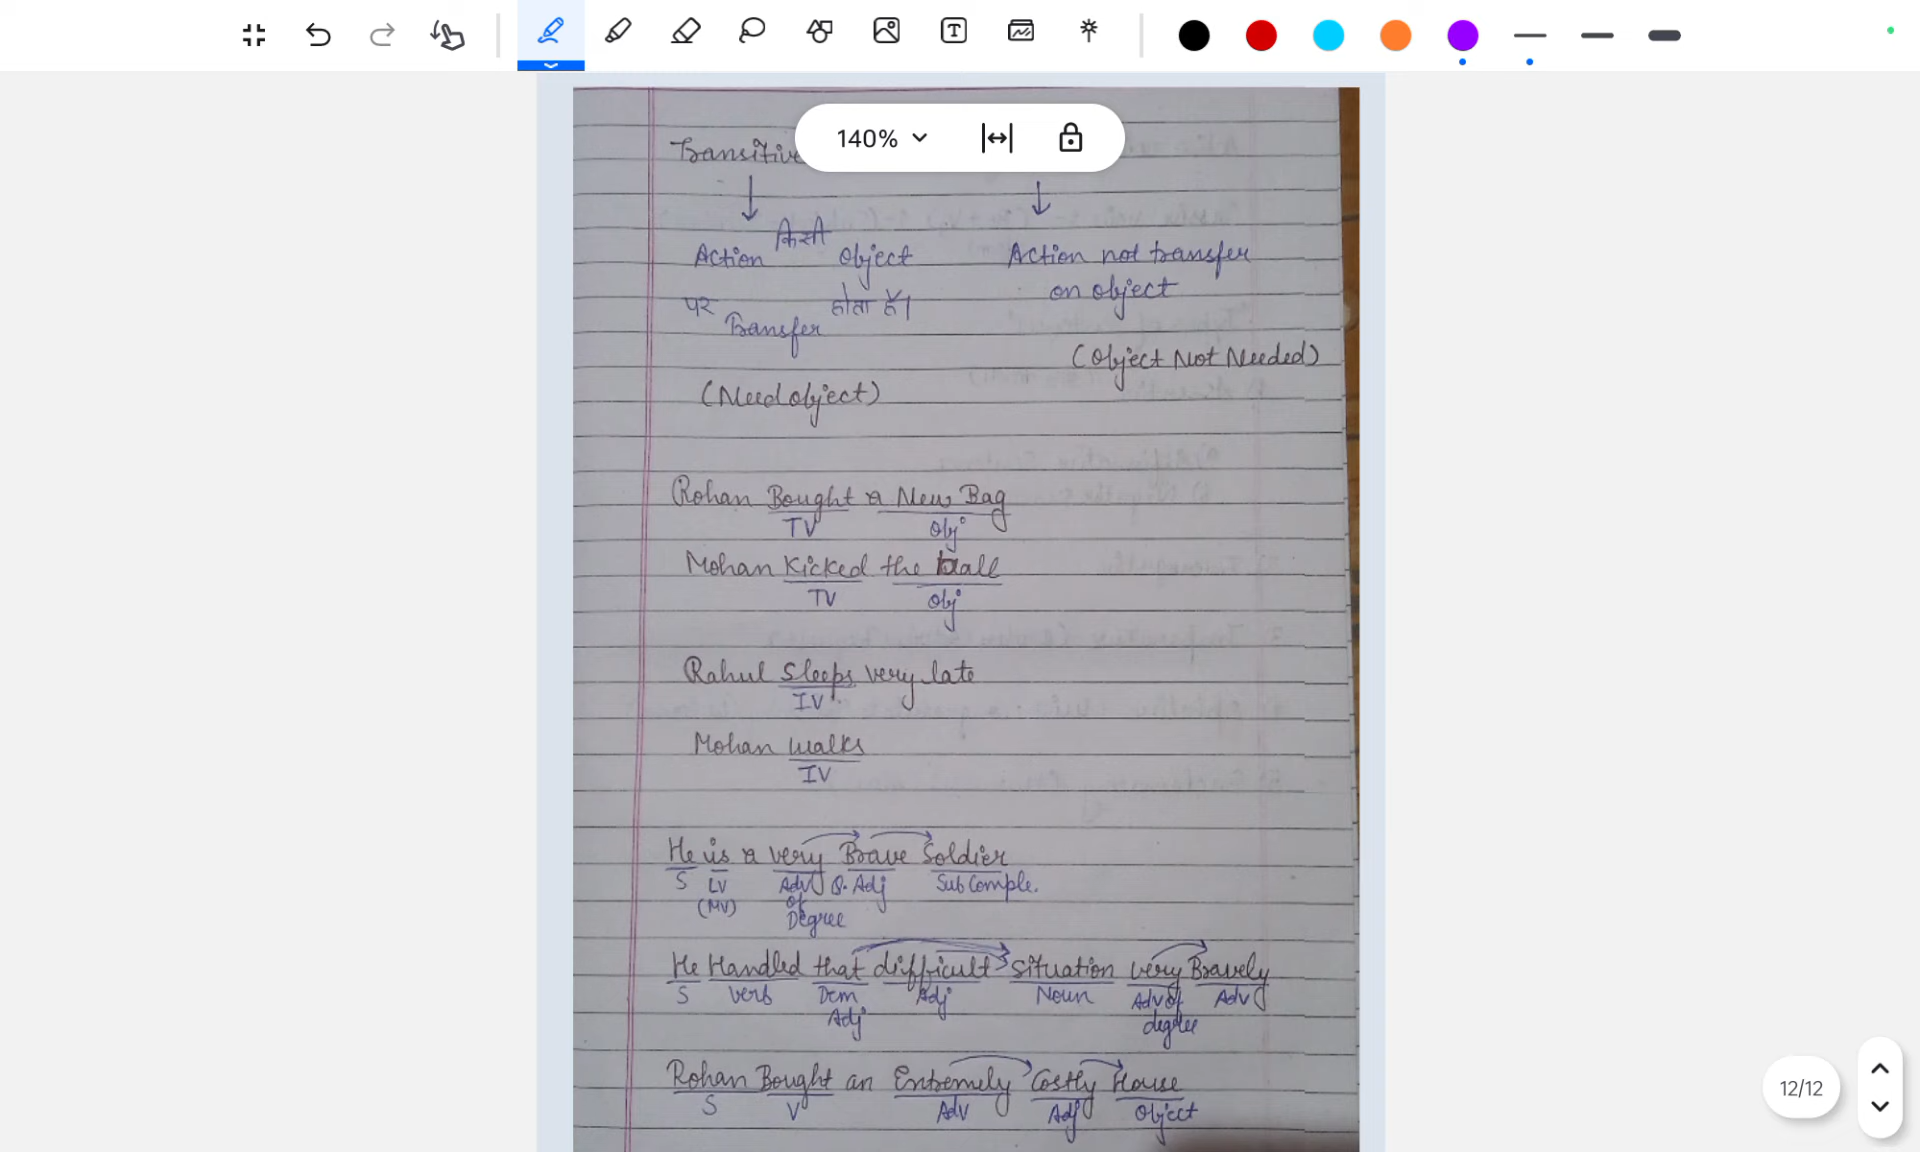 140%
Transitive
Action किसी object
Action not transfer
on object
पर Transfer होता है।
(Object Not Needed)
(Need object)
Rohan Bought a New Bag
TV Obj
Mohan Kicked the ball
TV Obj
Rahul Sleeps very late
IV
Mohan walks
IV
He is a very Brave Soldier
S LV Adv Q. Adj Sub Comple.
(MV) of
Degree
He Handled that difficult situation very Bravely
S verb Dem Adj Noun Adv of Adv
Adj degree
Rohan Bought an Extremely Costly House
S V Adv Adj Object
12/12